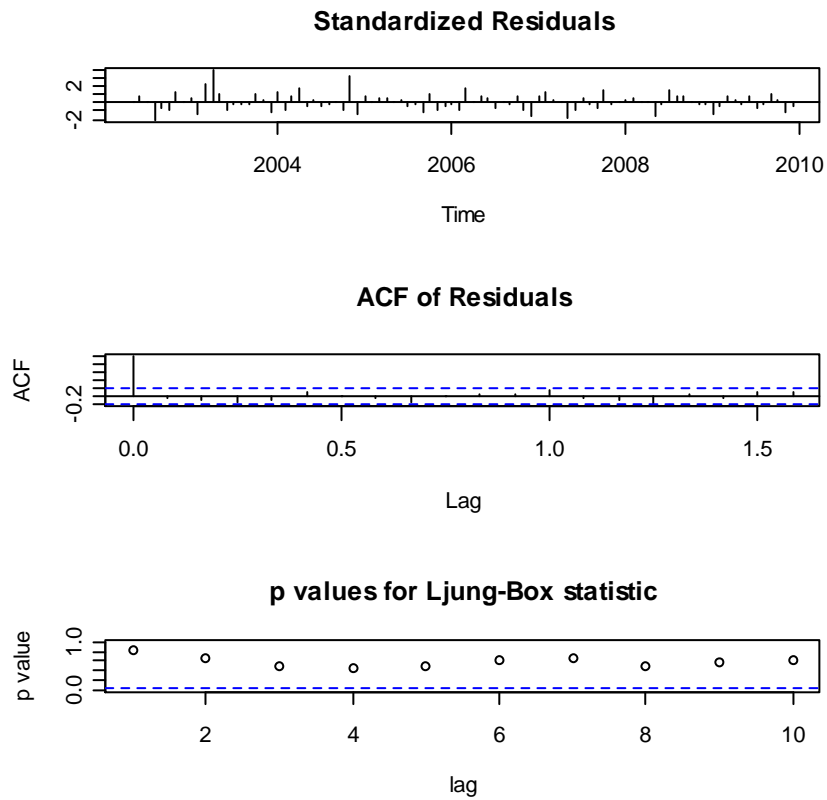 Standardized Residuals
2
-2
2004
2006
2008
2010
Time
ACF of Residuals
ACF
-0.2
0.0
0.5
1.0
1.5
Lag
p values for Ljung-Box statistic
p value
1.0
0.0
2
4
6
8
10
lag